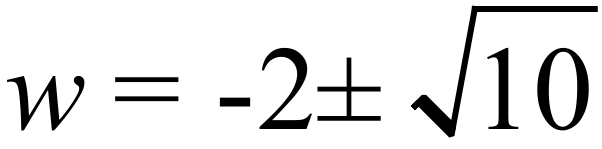 w = -2 ± √10